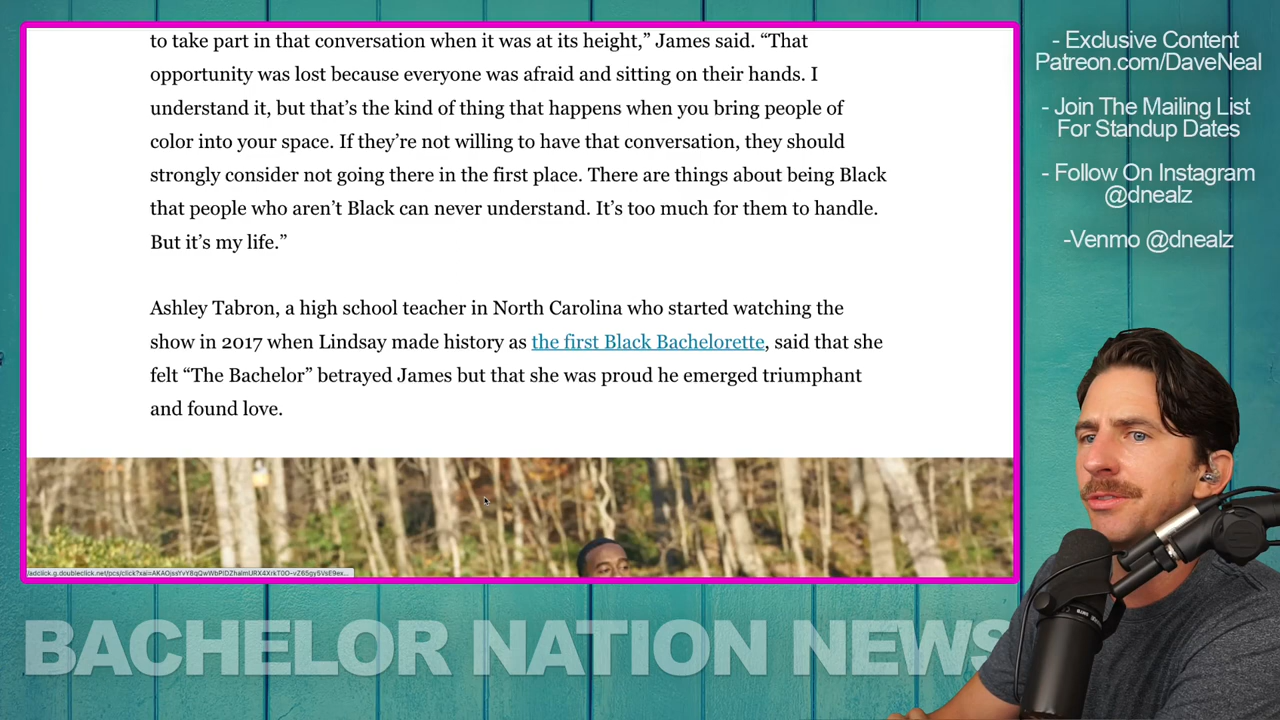 to take part in that conversation when it was at its height,” James said. “That
opportunity was lost because everyone was afraid and sitting on their hands. I
understand it, but that’s the kind of thing that happens when you bring people of
color into your space. If they’re not willing to have that conversation, they should
strongly consider not going there in the first place. There are things about being Black
that people who aren’t Black can never understand. It’s too much for them to handle.
But it’s my life.”
Ashley Tabron, a high school teacher in North Carolina who started watching the
show in 2017 when Lindsay made history as the first Black Bachelorette, said that she
felt “The Bachelor” betrayed James but that she was proud he emerged triumphant
and found love.
- Exclusive Content
Patreon.com/DaveNeal
- Join The Mailing List
For Standup Dates
- Follow On Instagram
@dnealz
-Venmo @dnealz
BACHELOR NATION NEWS